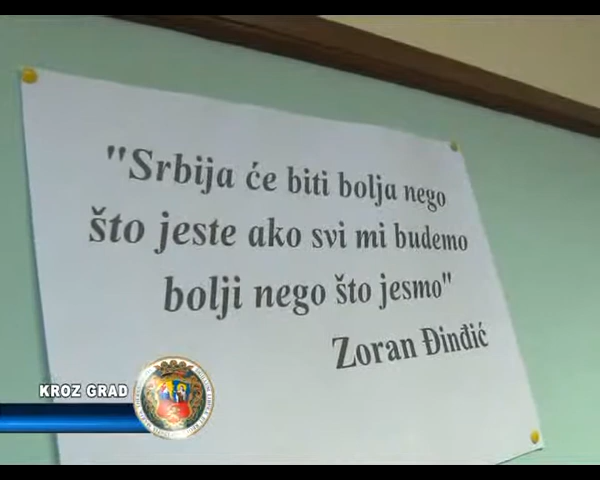 "Srbija će biti bolja nego
što jeste ako svi mi budemo
bolji nego što jesmo"
Zoran Đinđić
KROZ GRAD